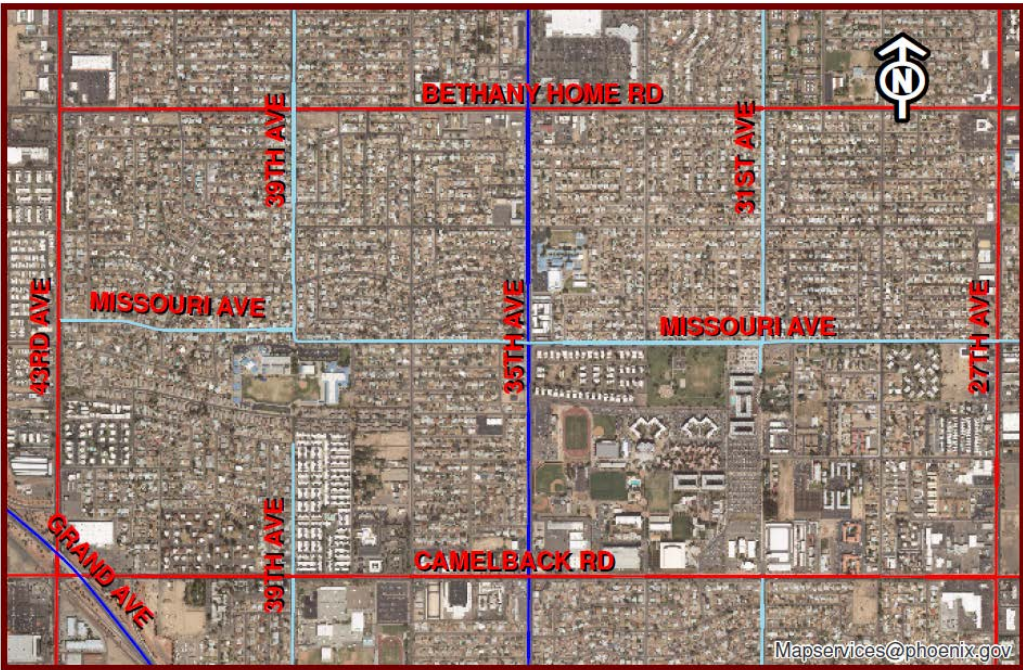 N
BETHANY HOME RD
39TH AVE
31ST AVE
43RD AVE
MISSOURI AVE
35TH AVE
MISSOURI AVE
27TH AVE
GRAND AVE
39TH AVE
CAMELBACK RD
Mapservices@phoenix.gov